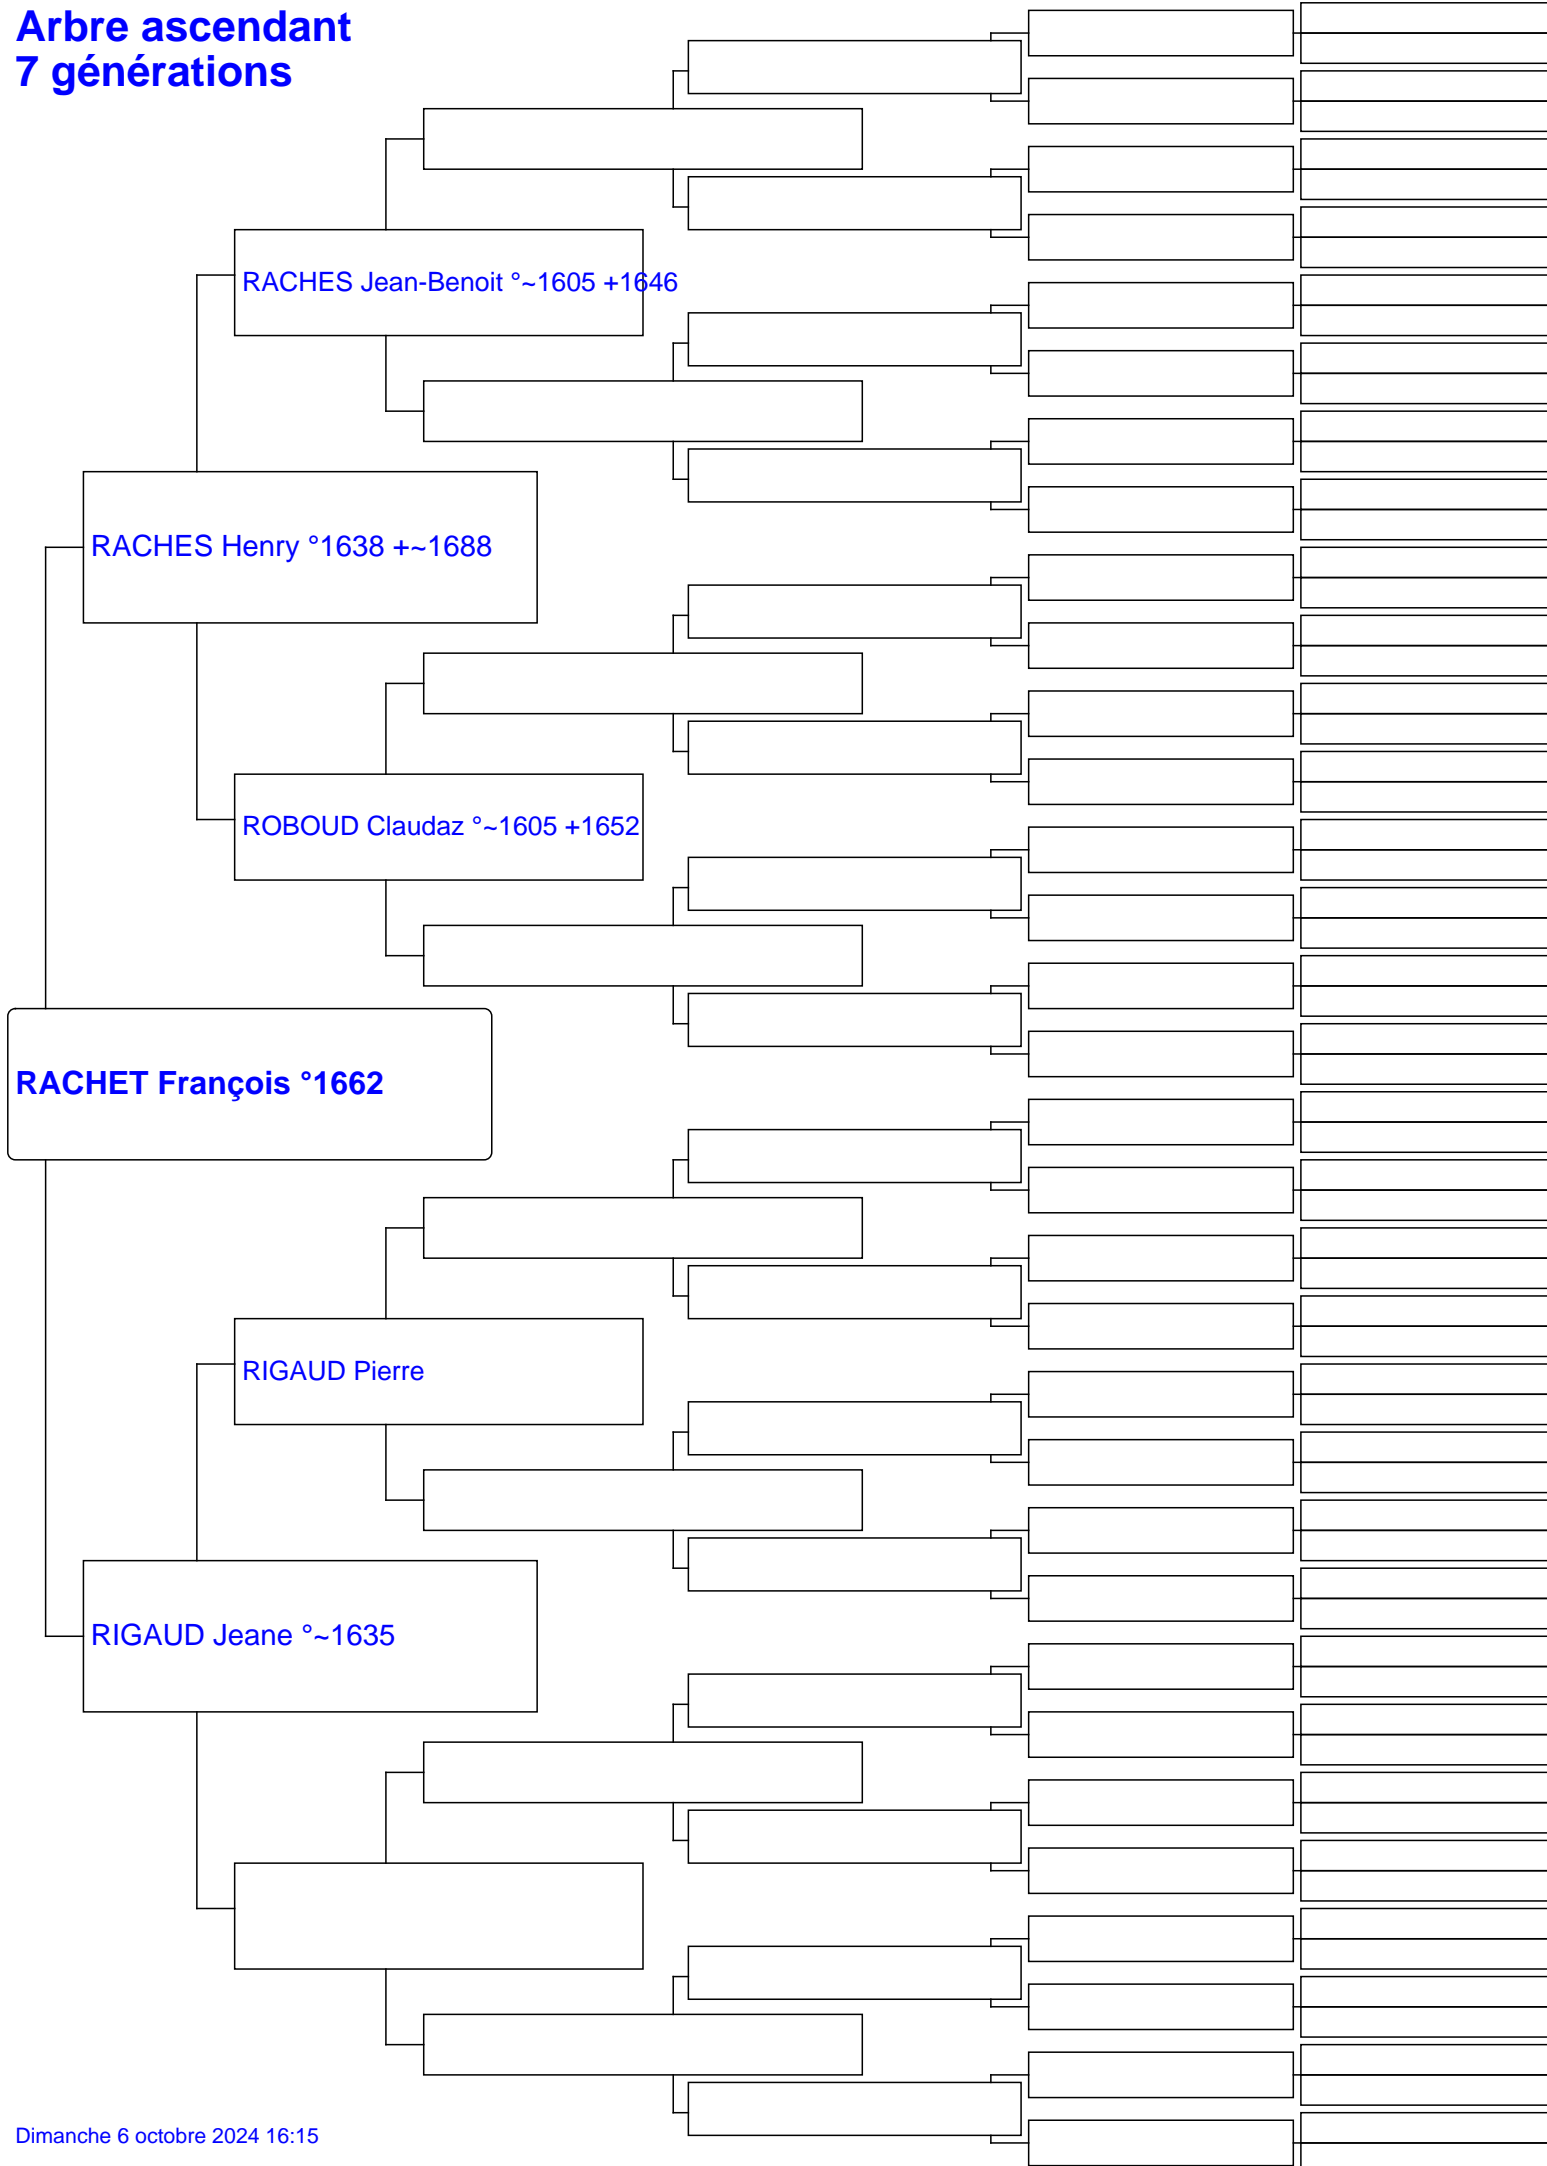 Arbre ascendant
7 générations
RACHES Jean-Benoit °~1605 +1646
RACHES Henry °1638 +~1688
ROBOUD Claudaz °~1605 +1652
RACHET François °1662
RIGAUD Pierre
RIGAUD Jeane °~1635
Dimanche 6 octobre 2024 16:15